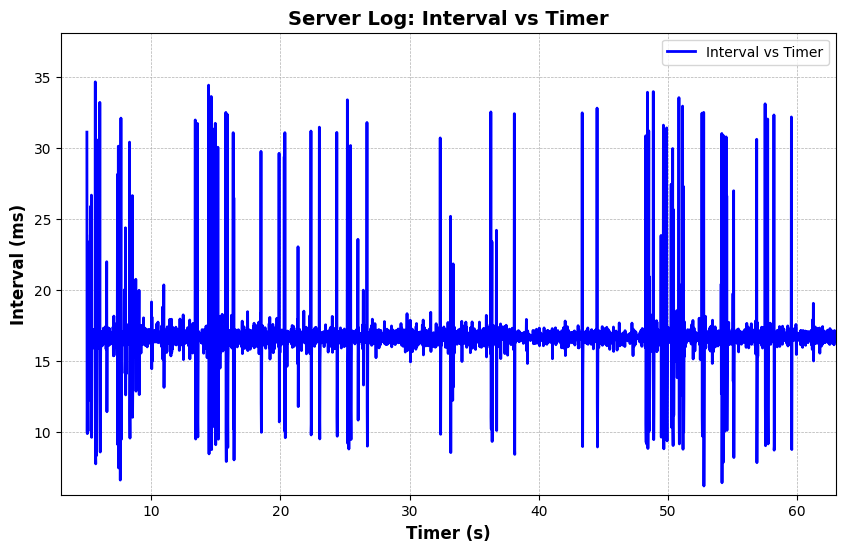 Server Log: Interval vs Timer
Interval vs Timer
35
30
25
20
15
10
Interval (ms)
10 20 30 40 50 60
Timer (s)